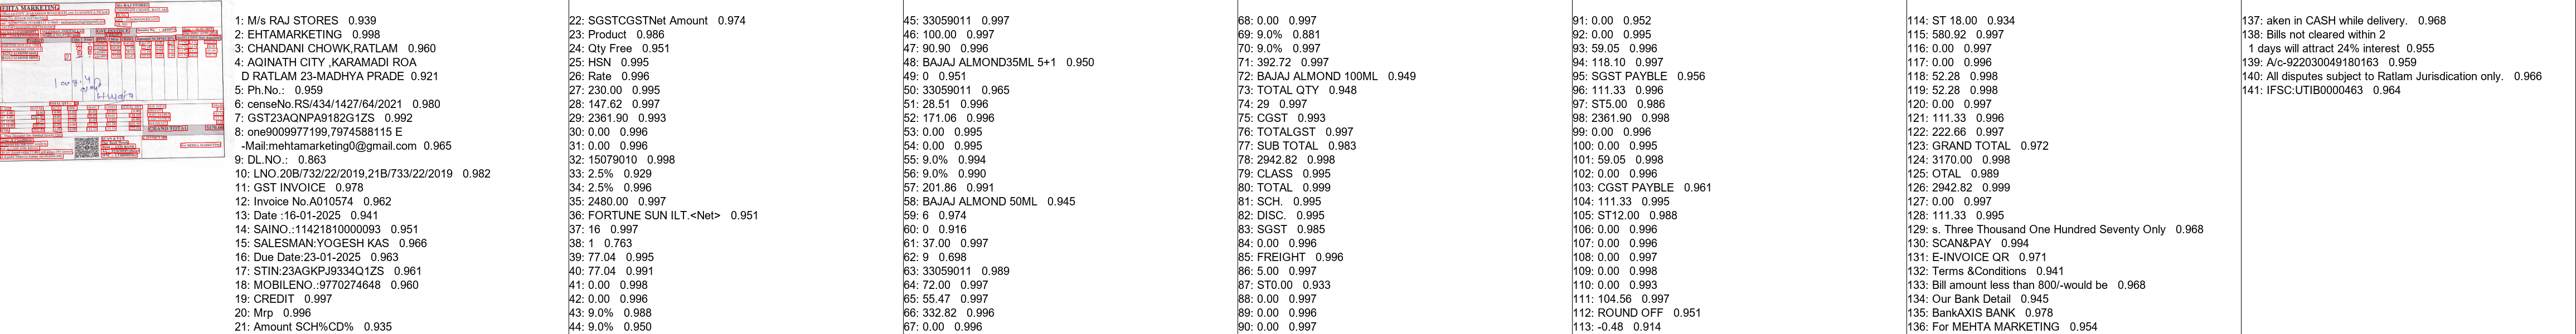 EHTA MARKETING
1: M/s RAJ STORES 0.939
2: EHTAMARKETING 0.998
3: CHANDANI CHOWK,RATLAM 0.960
4: AQINATH CITY ,KARAMADI ROA
D RATLAM 23-MADHYA PRADE 0.921
5: Ph.No.: 0.959
6: censeNo.RS/434/1427/64/2021 0.980
7: GST23AQNPA9182G1ZS 0.992
8: one9009977199,7974588115 E
-Mail:mehtamarketing0@gmail.com 0.965
9: DL.NO.: 0.863
10: LNO.20B/732/22/2019,21B/733/22/2019 0.982
11: GST INVOICE 0.978
12: Invoice No.A010574 0.962
13: Date :16-01-2025 0.941
14: SAINO.:11421810000093 0.951
15: SALESMAN:YOGESH KAS 0.966
16: Due Date:23-01-2025 0.963
17: STIN:23AGKPJ9334Q1ZS 0.961
18: MOBILENO.:9770274648 0.960
19: CREDIT 0.997
20: Mrp 0.996
21: Amount SCH%CD% 0.935
22: SGSTCGSTNet Amount 0.974
23: Product 0.986
24: Qty Free 0.951
25: HSN 0.995
26: Rate 0.996
27: 230.00 0.995
28: 147.62 0.997
29: 2361.90 0.993
30: 0.00 0.996
31: 0.00 0.996
32: 15079010 0.998
33: 2.5% 0.929
34: 2.5% 0.996
35: 2480.00 0.997
36: FORTUNE SUN ILT.<Net> 0.951
37: 16 0.997
38: 1 0.763
39: 77.04 0.995
40: 77.04 0.991
41: 0.00 0.998
42: 0.00 0.996
43: 9.0% 0.988
44: 9.0% 0.950
45: 33059011 0.997
46: 100.00 0.997
47: 90.90 0.996
48: BAJAJ ALMOND35ML 5+1 0.950
49: 0 0.951
50: 33059011 0.965
51: 28.51 0.996
52: 171.06 0.996
53: 0.00 0.995
54: 0.00 0.995
55: 9.0% 0.994
56: 9.0% 0.990
57: 201.86 0.991
58: BAJAJ ALMOND 50ML 0.945
59: 6 0.974
60: 0 0.916
61: 37.00 0.997
62: 9 0.698
63: 33059011 0.989
64: 72.00 0.997
65: 55.47 0.997
66: 332.82 0.996
67: 0.00 0.996
68: 0.00 0.997
69: 9.0% 0.881
70: 9.0% 0.997
71: 392.72 0.997
72: BAJAJ ALMOND 100ML 0.949
73: TOTAL QTY 0.948
74: 29 0.997
75: CGST 0.993
76: TOTALGST 0.997
77: SUB TOTAL 0.983
78: 2942.82 0.998
79: CLASS 0.995
80: TOTAL 0.999
81: SCH. 0.995
82: DISC. 0.995
83: SGST 0.985
84: 0.00 0.996
85: FREIGHT 0.996
86: 5.00 0.997
87: ST0.00 0.933
88: 0.00 0.997
89: 0.00 0.996
90: 0.00 0.997
91: 0.00 0.952
92: 0.00 0.995
93: 59.05 0.996
94: 118.10 0.997
95: SGST PAYBLE 0.956
96: 111.33 0.996
97: ST5.00 0.986
98: 2361.90 0.998
99: 0.00 0.996
100: 0.00 0.995
101: 59.05 0.998
102: 0.00 0.996
103: CGST PAYBLE 0.961
104: 111.33 0.995
105: ST12.00 0.988
106: 0.00 0.996
107: 0.00 0.996
108: 0.00 0.997
109: 0.00 0.998
110: 0.00 0.993
111: 104.56 0.997
112: ROUND OFF 0.951
113: -0.48 0.914
114: ST 18.00 0.934
115: 580.92 0.997
116: 0.00 0.997
117: 0.00 0.996
118: 52.28 0.998
119: 52.28 0.998
120: 0.00 0.997
121: 111.33 0.996
122: 222.66 0.997
123: GRAND TOTAL 0.972
124: 3170.00 0.998
125: OTAL 0.989
126: 2942.82 0.999
127: 0.00 0.997
128: 111.33 0.995
129: s. Three Thousand One Hundred Seventy Only 0.968
130: SCAN&PAY 0.994
131: E-INVOICE QR 0.971
132: Terms &Conditions 0.941
133: Bill amount less than 800/-would be 0.968
134: Our Bank Detail 0.945
135: BankAXIS BANK 0.978
136: For MEHTA MARKETING 0.954
137: aken in CASH while delivery. 0.968
138: Bills not cleared within 2
1 days will attract 24% interest 0.955
139: A/c-922030049180163 0.959
140: All disputes subject to Ratlam Jurisdication only. 0.966
141: IFSC:UTIB0000463 0.964